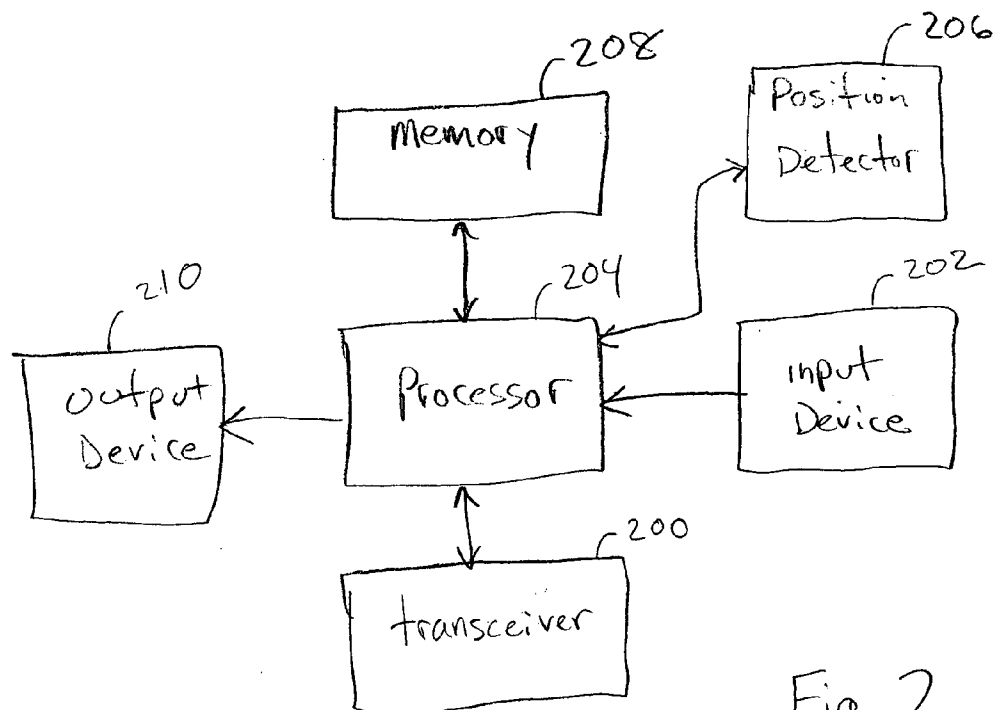 208
Memory
206
Position
Detector
210
Output
Device
204
Processor
202
input
Device
200
transceiver
Fig. 2